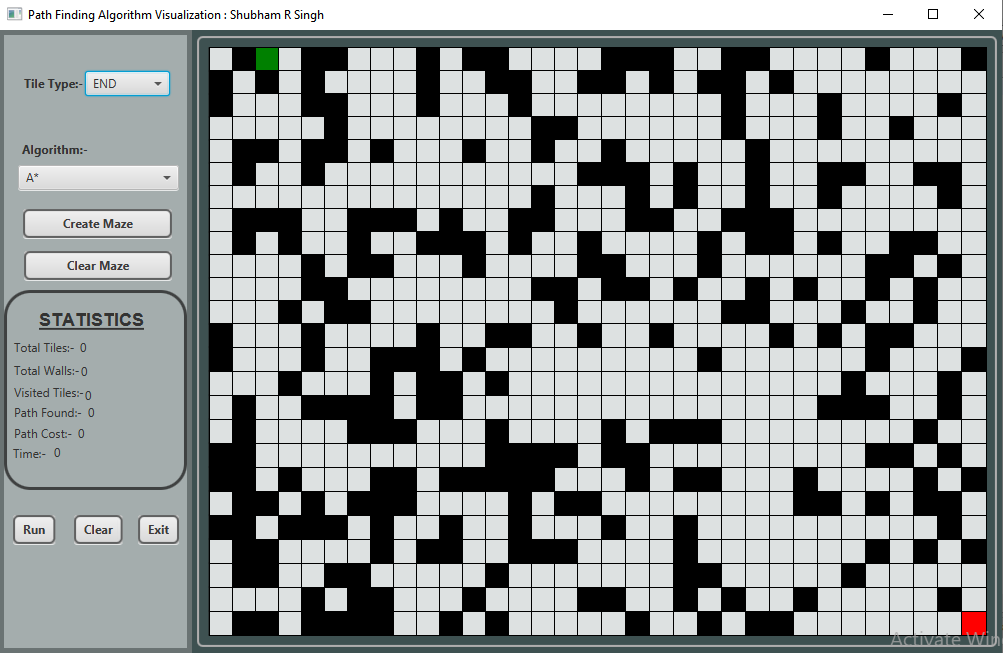 Path Finding Algorithm Visualization : Shubham R Singh
Tile Type:- END
Algorithm:-
A*
Create Maze
Clear Maze
STATISTICS
Total Tiles:- 0
Total Walls:- 0
Visited Tiles:- 0
Path Found:- 0
Path Cost:- 0
Time:- 0
Run Clear Exit
Activate Win